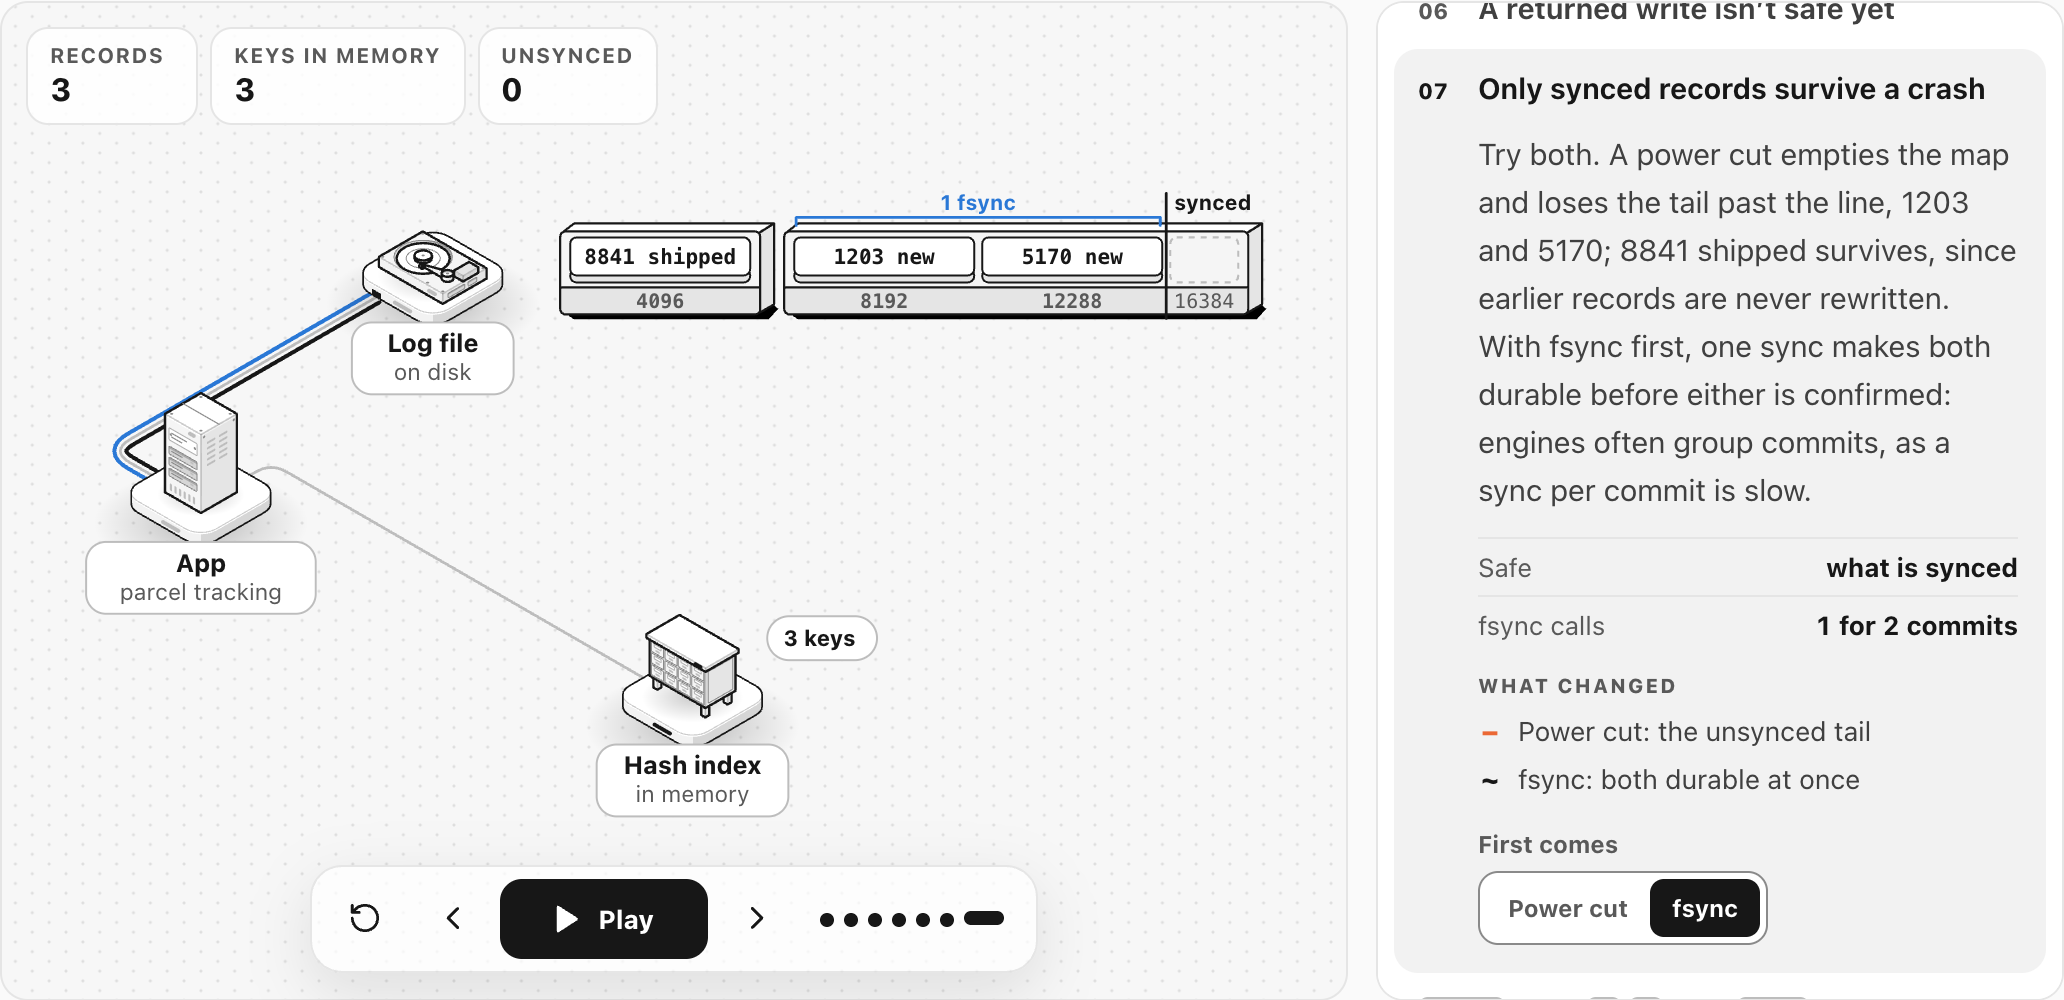 RECORDS
3
KEYS IN MEMORY
3
UNSYNCED
0
1 fsync
synced
8841 shipped
1203 new
5170 new
4096
8192
12288
16384
Log file
on disk
App
parcel tracking
3 keys
Hash index
in memory
Play
06 A returned write isn't safe yet
07 Only synced records survive a crash
Try both. A power cut empties the map
and loses the tail past the line, 1203
and 5170; 8841 shipped survives, since
earlier records are never rewritten.
With fsync first, one sync makes both
durable before either is confirmed:
engines often group commits, as a
sync per commit is slow.
Safe what is synced
fsync calls 1 for 2 commits
WHAT CHANGED
– Power cut: the unsynced tail
~ fsync: both durable at once
First comes
Power cut fsync